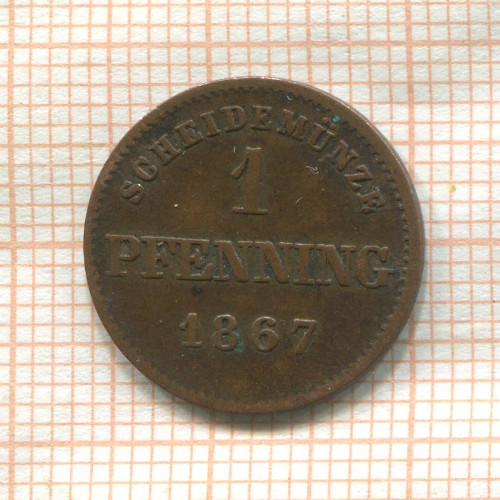 SCHEIDEMÜNZE
1
PFENNING
1867